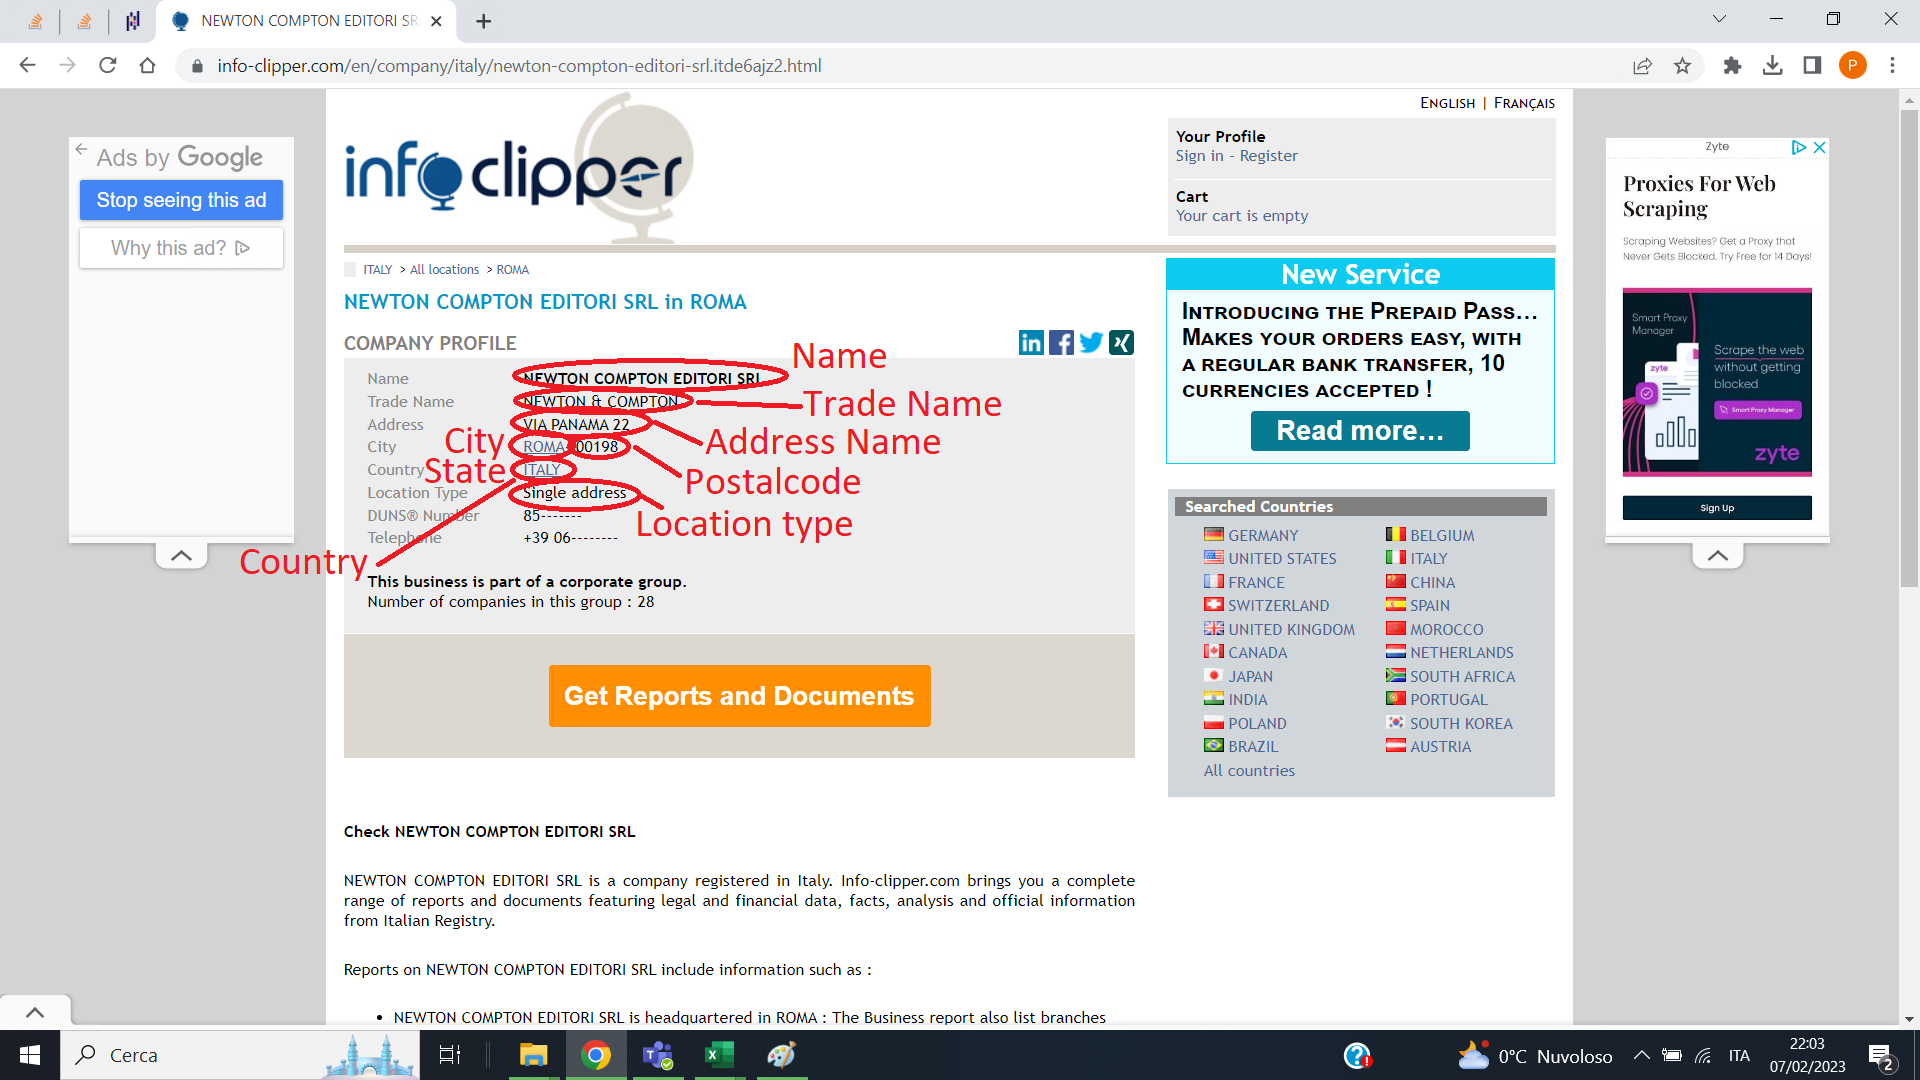 NEWTON COMPTON EDITORI SR
info-clipper.com/en/company/italy/newton-compton-editori-srl.itde6ajz2.html
P
ENGLISH | FRANÇAIS
Ads by Google
Stop seeing this ad
Why this ad?
infoclipper
Your Profile
Sign in - Register
Cart
Your cart is empty
Zyte
Proxies For Web
Scraping
Scraping Websites? Get a Proxy that
Never Gets Blocked. Try Free for 14 Days!
Smart Proxy
Manager
zyte
Scrape the web
without getting
blocked
Smart Proxy Manager
zyte
Sign Up
ITALY > All locations > ROMA
NEWTON COMPTON EDITORI SRL in ROMA
COMPANY PROFILE
Name NEWTON COMPTON EDITORI SRL Name
Trade Name NEWTON & COMPTON Trade Name
Address VIA PANAMA 22 Address Name
City City ROMA 00198 Postalcode
Country State ITALY
Location Type Single address Location type
DUNS® Number 85-------
Telephone +39 06--------
Country
This business is part of a corporate group.
Number of companies in this group : 28
Get Reports and Documents
New Service
INTRODUCING THE PREPAID PASS...
MAKES YOUR ORDERS EASY, WITH
A REGULAR BANK TRANSFER, 10
CURRENCIES ACCEPTED !
Read more...
Searched Countries
GERMANY BELGIUM
UNITED STATES ITALY
FRANCE CHINA
SWITZERLAND SPAIN
UNITED KINGDOM MOROCCO
CANADA NETHERLANDS
JAPAN SOUTH AFRICA
INDIA PORTUGAL
POLAND SOUTH KOREA
BRAZIL AUSTRIA
All countries
Check NEWTON COMPTON EDITORI SRL
NEWTON COMPTON EDITORI SRL is a company registered in Italy. Info-clipper.com brings you a complete
range of reports and documents featuring legal and financial data, facts, analysis and official information
from Italian Registry.
Reports on NEWTON COMPTON EDITORI SRL include information such as :
• NEWTON COMPTON EDITORI SRL is headquartered in ROMA : The Business report also list branches
Cerca
0°C Nuvoloso
ITA
22:03
07/02/2023
2